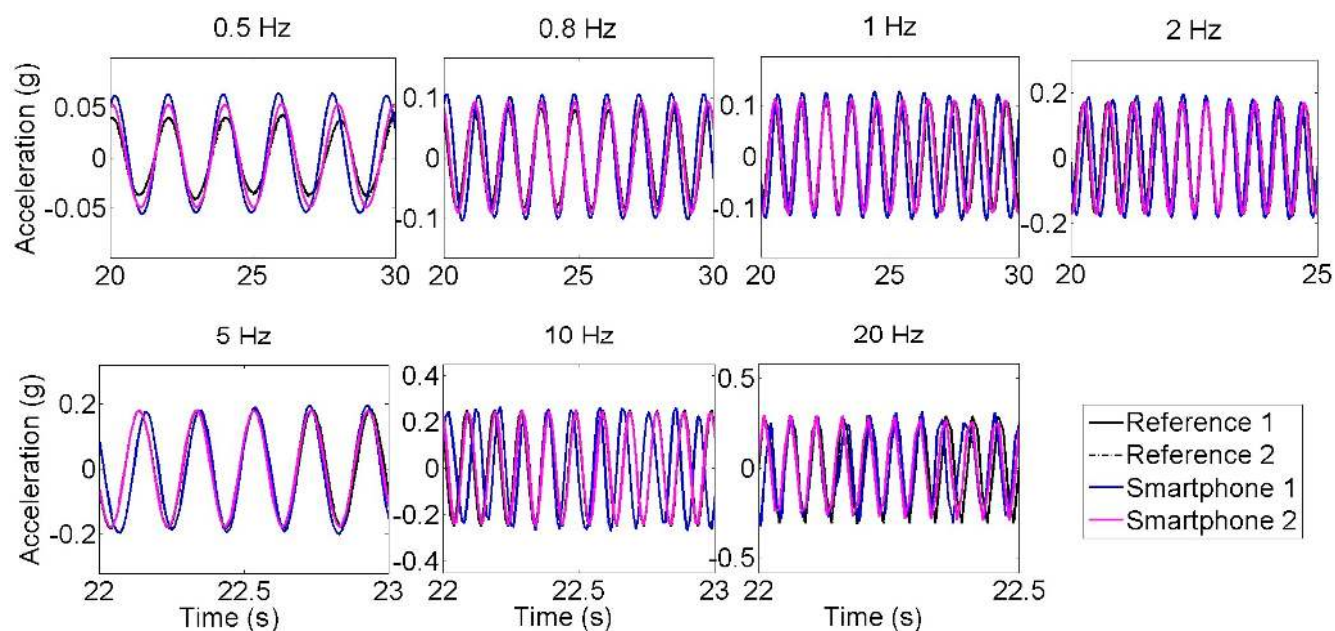 0.5 Hz
0.8 Hz
1 Hz
2 Hz
Acceleration (g)
0.05
0
-0.05
20
25
30
0.1
0
-0.1
20
25
30
0.1
0
-0.1
20
25
30
0.2
0
-0.2
20
25
5 Hz
10 Hz
20 Hz
Acceleration (g)
0.2
0
-0.2
22
22.5
23
Time (s)
0.4
0.2
0
-0.2
-0.4
22
23
Time (s)
0.5
0
-0.5
22
22.5
Time (s)
Reference 1
Reference 2
Smartphone 1
Smartphone 2